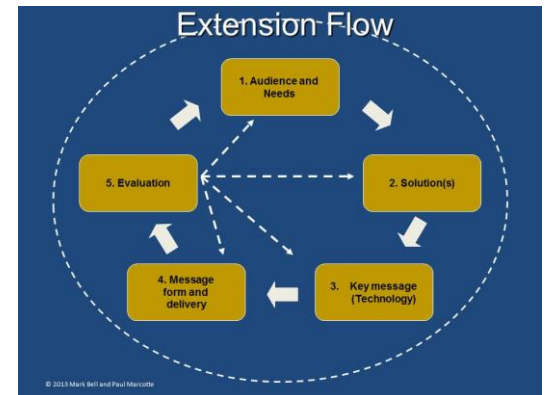 Extension Flow
1. Audience and
Needs
2. Solution(s)
3. Key message
(Technology)
4. Message
form and
delivery
5. Evaluation
© 2013 Mark Bell and Paul Marcotte